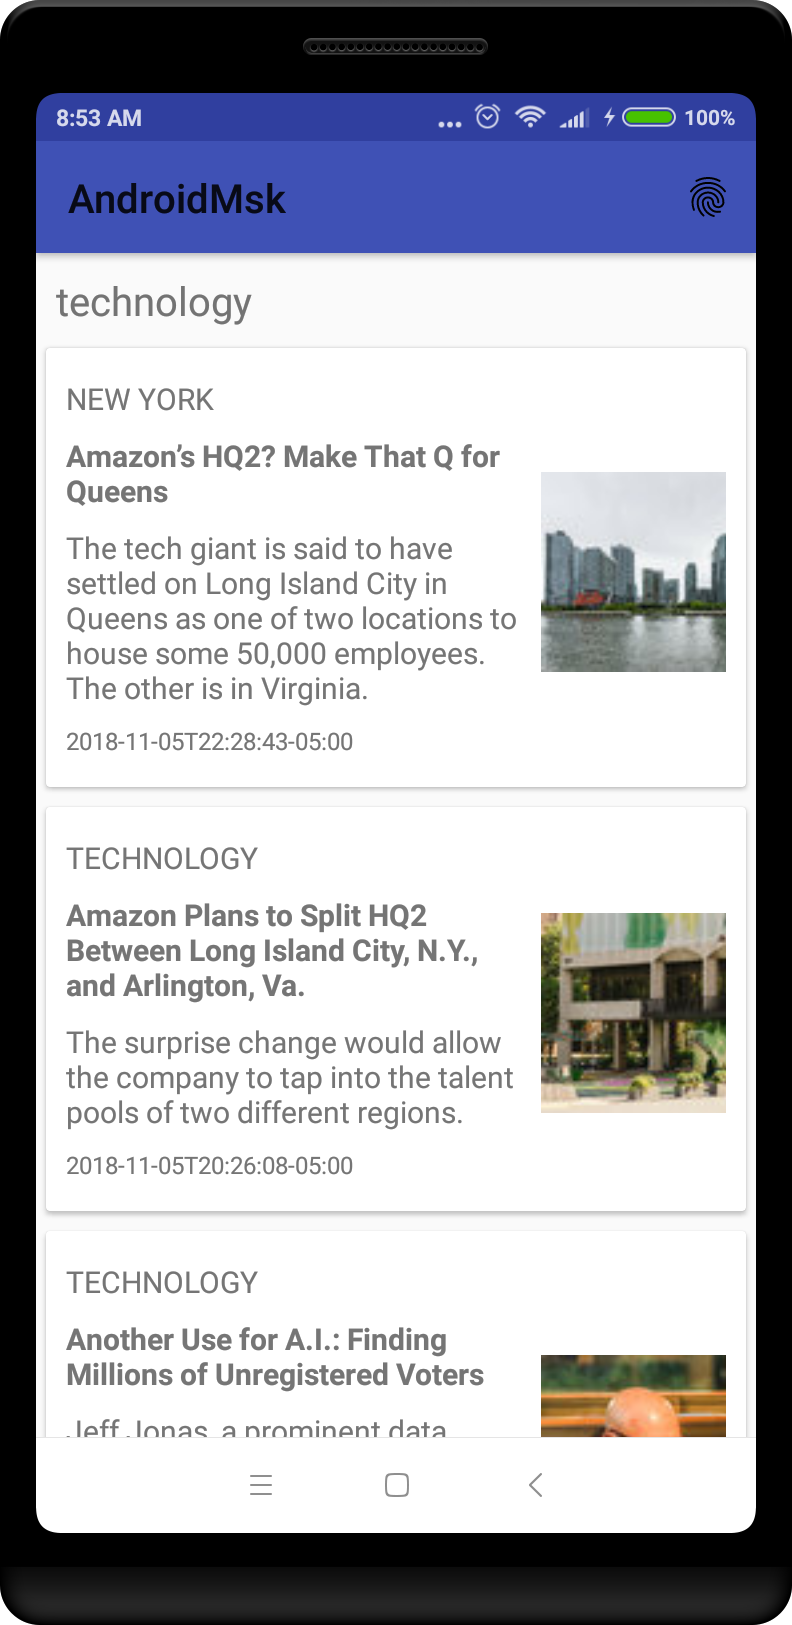 8:53 AM
100%
AndroidMsk
technology
NEW YORK
Amazon’s HQ2? Make That Q for
Queens
The tech giant is said to have
settled on Long Island City in
Queens as one of two locations to
house some 50,000 employees.
The other is in Virginia.
2018-11-05T22:28:43-05:00
TECHNOLOGY
Amazon Plans to Split HQ2
Between Long Island City, N.Y.,
and Arlington, Va.
The surprise change would allow
the company to tap into the talent
pools of two different regions.
2018-11-05T20:26:08-05:00
TECHNOLOGY
Another Use for A.I.: Finding
Millions of Unregistered Voters
Jeff Jonas, a prominent data